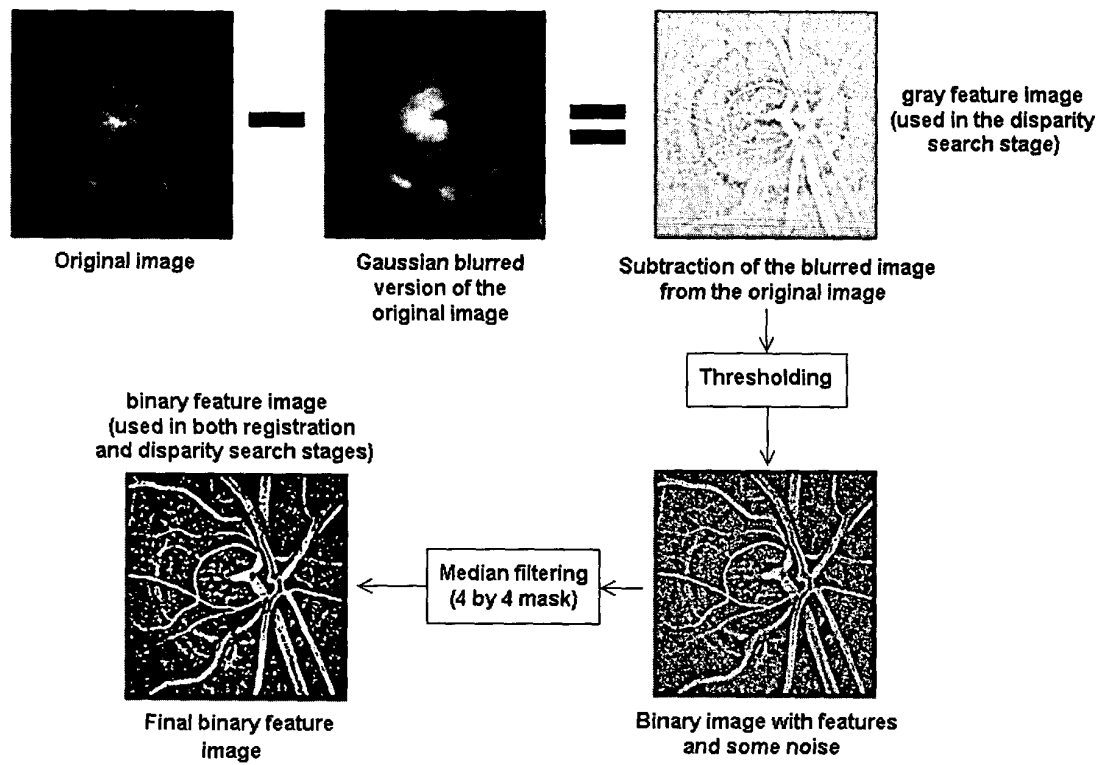 Original image
Gaussian blurred
version of the
original image
Subtraction of the blurred image
from the original image
gray feature image
(used in the disparity
search stage)
Thresholding
binary feature image
(used in both registration
and disparity search stages)
Median filtering
(4 by 4 mask)
Final binary feature
image
Binary image with features
and some noise